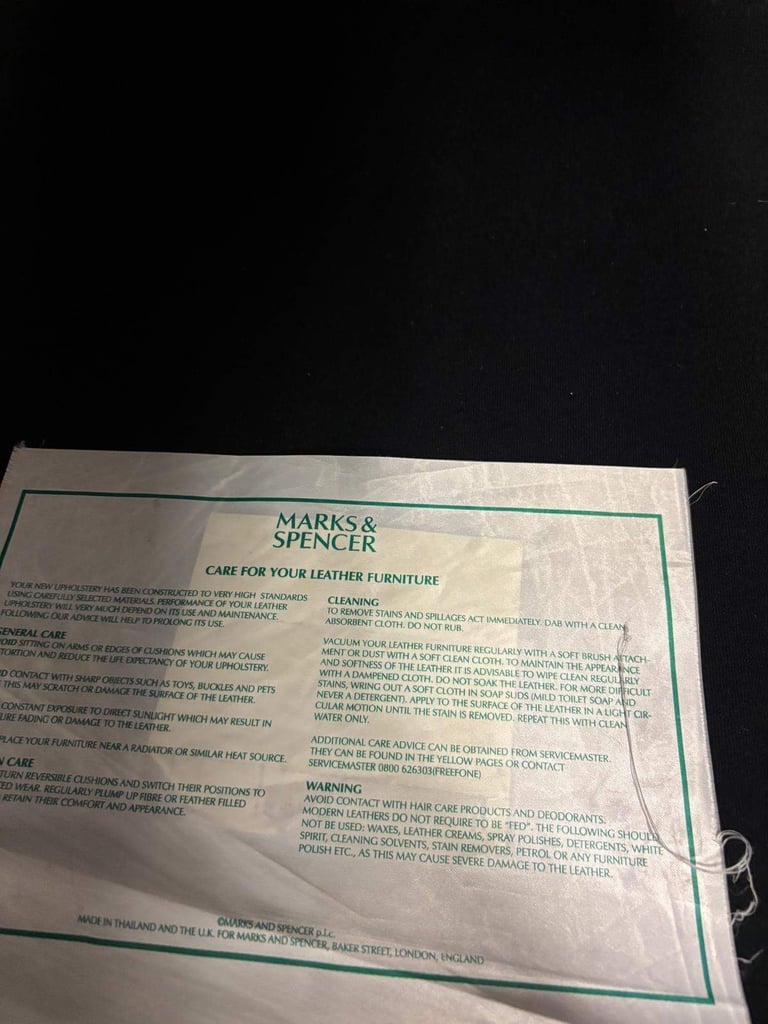 MARKS &
SPENCER
CARE FOR YOUR LEATHER FURNITURE
YOUR NEW UPHOLSTERY HAS BEEN CONSTRUCTED TO VERY HIGH STANDARDS
USING CAREFULLY SELECTED MATERIALS. PERFORMANCE OF YOUR LEATHER
UPHOLSTERY WILL VERY MUCH DEPEND ON ITS USE AND MAINTENANCE.
FOLLOWING OUR ADVICE WILL HELP TO PROLONG ITS USE.
GENERAL CARE
SITTING ON ARMS OR EDGES OF CUSHIONS WHICH MAY CAUSE
AND REDUCE THE LIFE EXPECTANCY OF YOUR UPHOLSTERY.
CONTACT WITH SHARP OBJECTS SUCH AS TOYS, BUCKLES AND PETS
THIS MAY SCRATCH OR DAMAGE THE SURFACE OF THE LEATHER.
CONSTANT EXPOSURE TO DIRECT SUNLIGHT WHICH MAY RESULT IN
FADING OR DAMAGE TO THE LEATHER.
PLACE YOUR FURNITURE NEAR A RADIATOR OR SIMILAR HEAT SOURCE.
CARE
TURN REVERSIBLE CUSHIONS AND SWITCH THEIR POSITIONS TO
WEAR. REGULARLY PLUMP UP FIBRE OR FEATHER FILLED
RETAIN THEIR COMFORT AND APPEARANCE.
CLEANING
TO REMOVE STAINS AND SPILLAGES ACT IMMEDIATELY. DAB WITH A CLEAN
ABSORBENT CLOTH. DO NOT RUB.
VACUUM YOUR LEATHER FURNITURE REGULARLY WITH A SOFT BRUSH ATTACH-
MENT OR DUST WITH A SOFT CLEAN CLOTH. TO MAINTAIN THE APPEARANCE
AND SOFTNESS OF THE LEATHER IT IS ADVISABLE TO WIPE CLEAN REGULARLY
WITH A DAMPENED CLOTH. DO NOT SOAK THE LEATHER. FOR MORE DIFFICULT
STAINS, WRING OUT A SOFT CLOTH IN SOAP SUDS (MILD TOILET SOAP AND
NEVER A DETERGENT). APPLY TO THE SURFACE OF THE LEATHER IN A LIGHT CIR-
CULAR MOTION UNTIL THE STAIN IS REMOVED. REPEAT THIS WITH CLEAN
WATER ONLY.
ADDITIONAL CARE ADVICE CAN BE OBTAINED FROM SERVICEMASTER.
THEY CAN BE FOUND IN THE YELLOW PAGES OR CONTACT
SERVICEMASTER 0800 626303(FREEFONE)
WARNING
AVOID CONTACT WITH HAIR CARE PRODUCTS AND DEODORANTS.
MODERN LEATHERS DO NOT REQUIRE TO BE "FED". THE FOLLOWING SHOULD
NOT BE USED: WAXES, LEATHER CREAMS, SPRAY POLISHES, DETERGENTS, WHITE
SPIRIT, CLEANING SOLVENTS, STAIN REMOVERS, PETROL OR ANY FURNITURE
POLISH ETC., AS THIS MAY CAUSE SEVERE DAMAGE TO THE LEATHER.
©MARKS AND SPENCER p.l.c.
MADE IN THAILAND AND THE U.K. FOR MARKS AND SPENCER, BAKER STREET, LONDON, ENGLAND